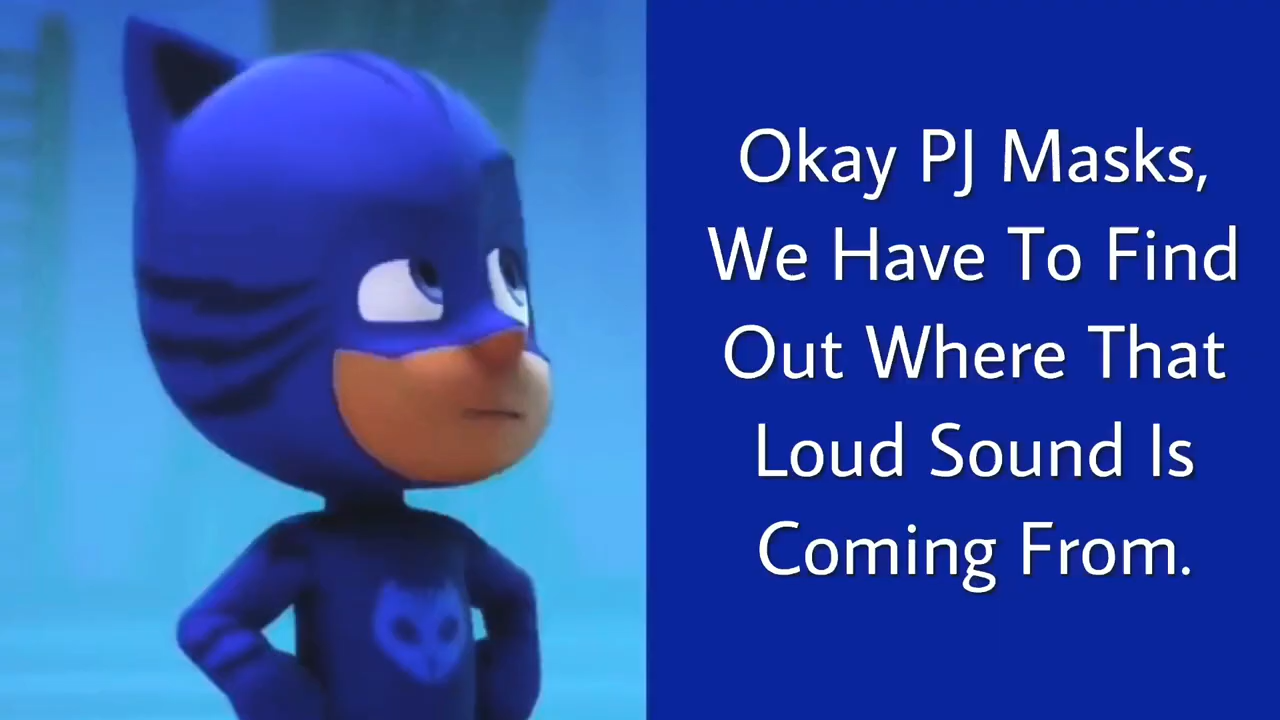 Okay PJ Masks,
We Have To Find
Out Where That
Loud Sound Is
Coming From.